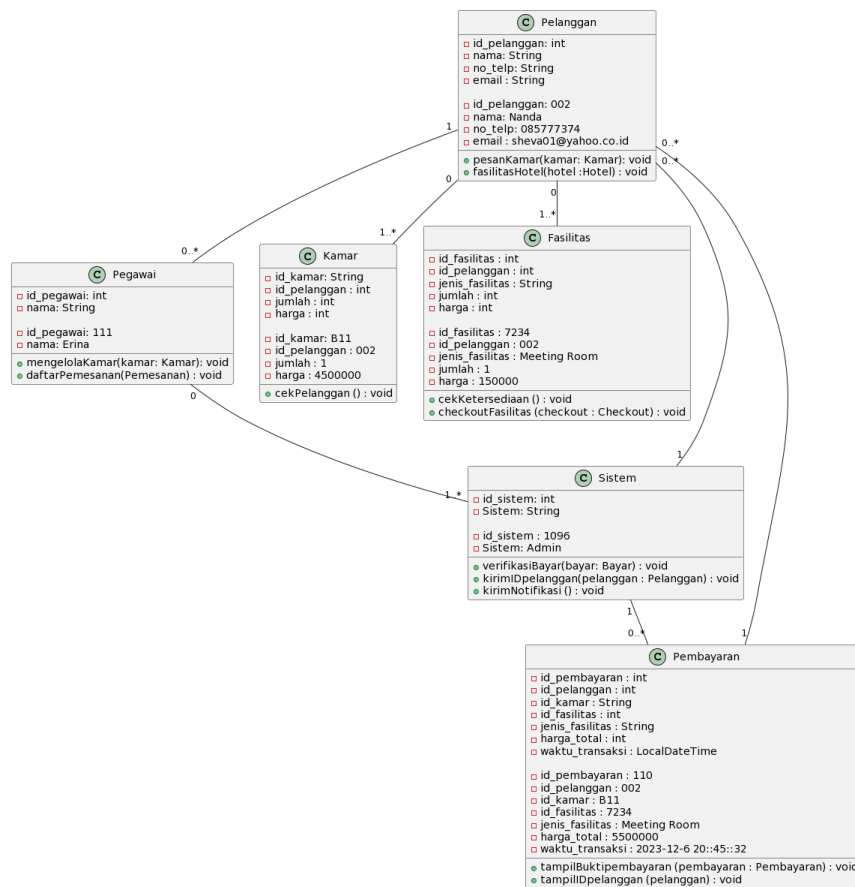 C Pelanggan
id_pelanggan: int
nama: String
no_telp: String
email : String
id_pelanggan: 002
nama: Nanda
no_telp: 085777374
email : sheva01@yahoo.co.id
pesanKamar(kamar: Kamar): void
fasilitasHotel(hotel :Hotel) : void
1
0
0
0..*
0..*
0..*
1..*
1..*
C Pegawai
id_pegawai: int
nama: String
id_pegawai: 111
nama: Erina
mengelolaKamar(kamar: Kamar): void
daftarPemesanan(Pemesanan) : void
C Kamar
id_kamar: String
id_pelanggan : int
jumlah : int
harga : int
id_kamar: B11
id_pelanggan : 002
jumlah : 1
harga : 4500000
cekPelanggan () : void
C Fasilitas
id_fasilitas : int
id_pelanggan : int
jenis_fasilitas : String
jumlah : int
harga : int
id_fasilitas : 7234
id_pelanggan : 002
jenis_fasilitas : Meeting Room
jumlah : 1
harga : 150000
cekKetersediaan () : void
checkoutFasilitas (checkout : Checkout) : void
0
1..*
1
C Sistem
id_sistem: int
Sistem: String
id_sistem : 1096
Sistem: Admin
verifikasiBayar(bayar: Bayar) : void
kirimIDpelanggan(pelanggan : Pelanggan) : void
kirimNotifikasi () : void
1
0..*
1
C Pembayaran
id_pembayaran : int
id_pelanggan : int
id_kamar : String
id_fasilitas : int
jenis_fasilitas : String
harga_total : int
waktu_transaksi : LocalDateTime
id_pembayaran : 110
id_pelanggan : 002
id_kamar : B11
id_fasilitas : 7234
jenis_fasilitas : Meeting Room
harga_total : 5500000
waktu_transaksi : 2023-12-6 20::45::32
tampilBuktipembayaran (pembayaran : Pembayaran) : void
tampilIDpelanggan (pelanggan) : void